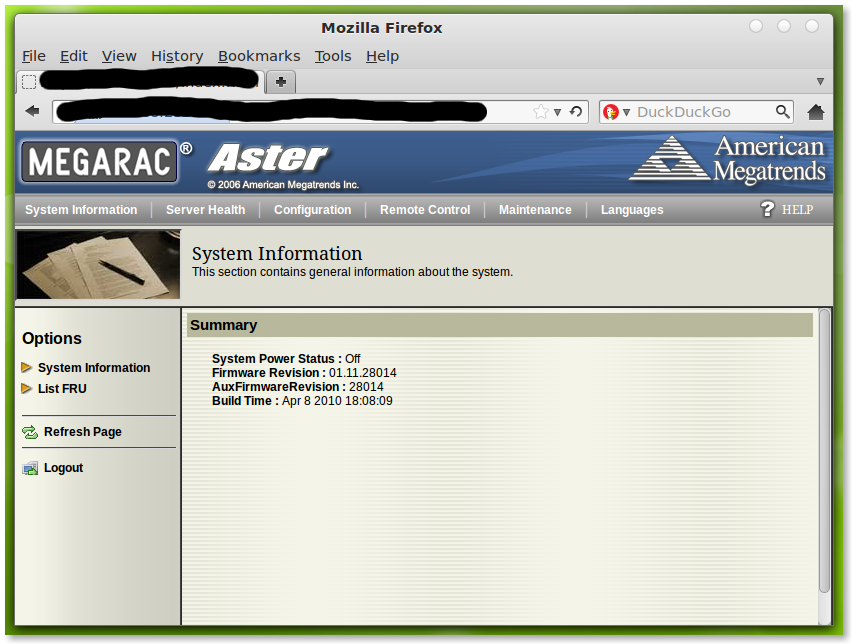 Mozilla Firefox
File Edit View History Bookmarks Tools Help
DuckDuckGo
MEGARAC® Aster
© 2006 American Megatrends Inc.
American
Megatrends
System Information Server Health Configuration Remote Control Maintenance Languages ? HELP
System Information
This section contains general information about the system.
Options
System Information
List FRU
Refresh Page
Logout
Summary
System Power Status : Off
Firmware Revision : 01.11.28014
AuxFirmwareRevision : 28014
Build Time : Apr 8 2010 18:08:09